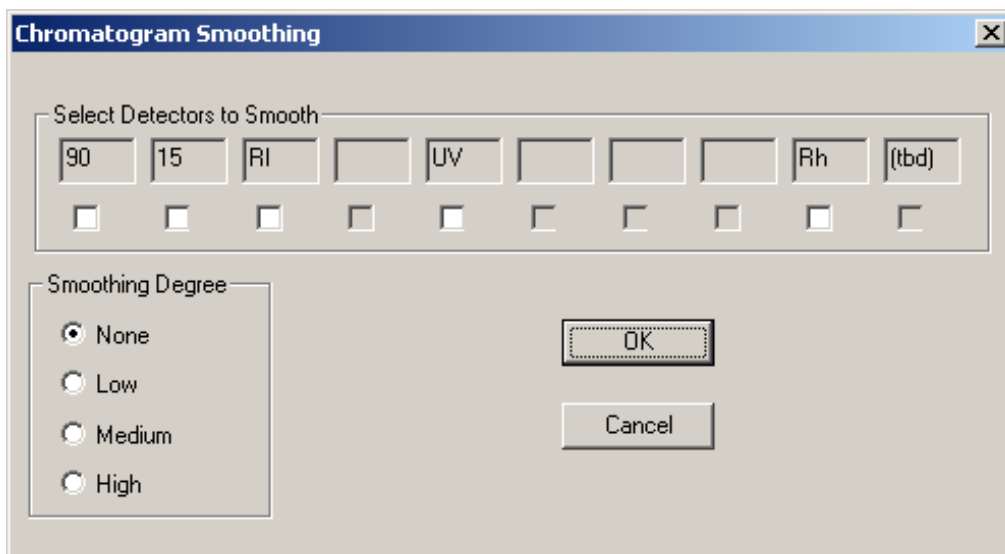 Chromatogram Smoothing
Select Detectors to Smooth
90 15 RI UV Rh (tbd)
Smoothing Degree
None
Low
Medium
High
OK
Cancel